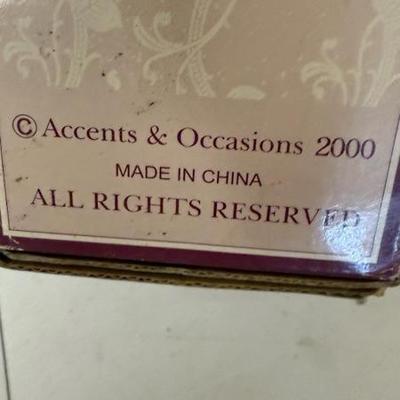 © Accents & Occasions 2000
MADE IN CHINA
ALL RIGHTS RESERVED